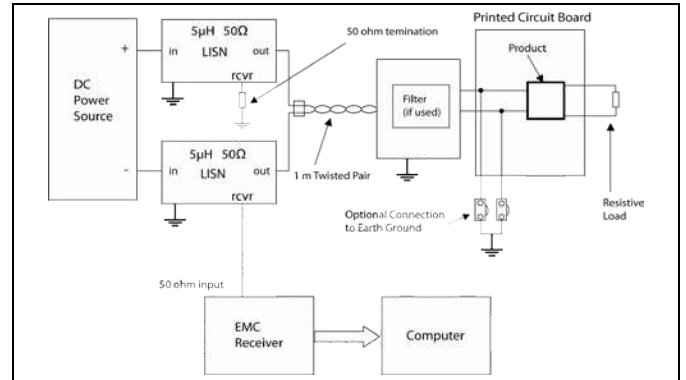 Printed Circuit Board
5µH 50Ω
LISN
in
out
rcvr
50 ohm temination
Product
+
DC
Power
Source
-
Filter
(if used)
5µH 50Ω
LISN
in
out
rcvr
1 m Twisted Pair
Resistive
Load
Optional Connection
to Earth Ground
50 ohm input
EMC
Receiver
Computer